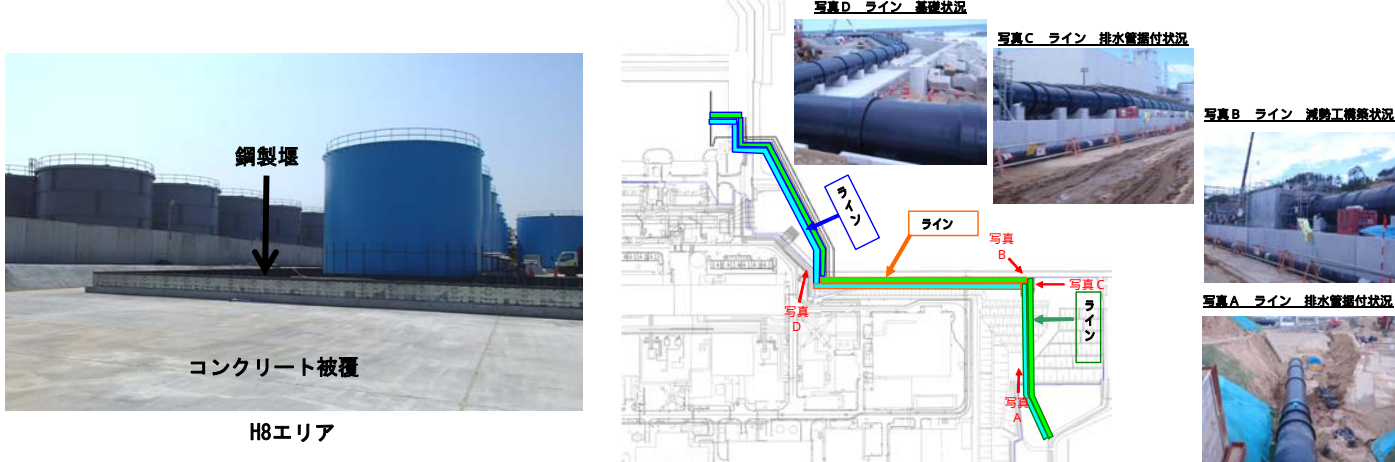 鋼製堰
コンクリート被覆
H8エリア
写真D ライン 基礎状況
写真C ライン 排水管据付状況
写真B ライン 減勢工構築状況
写真A ライン 排水管据付状況
ライン
ライン
ライン
写真
B
写真C
写真
D
写真
A